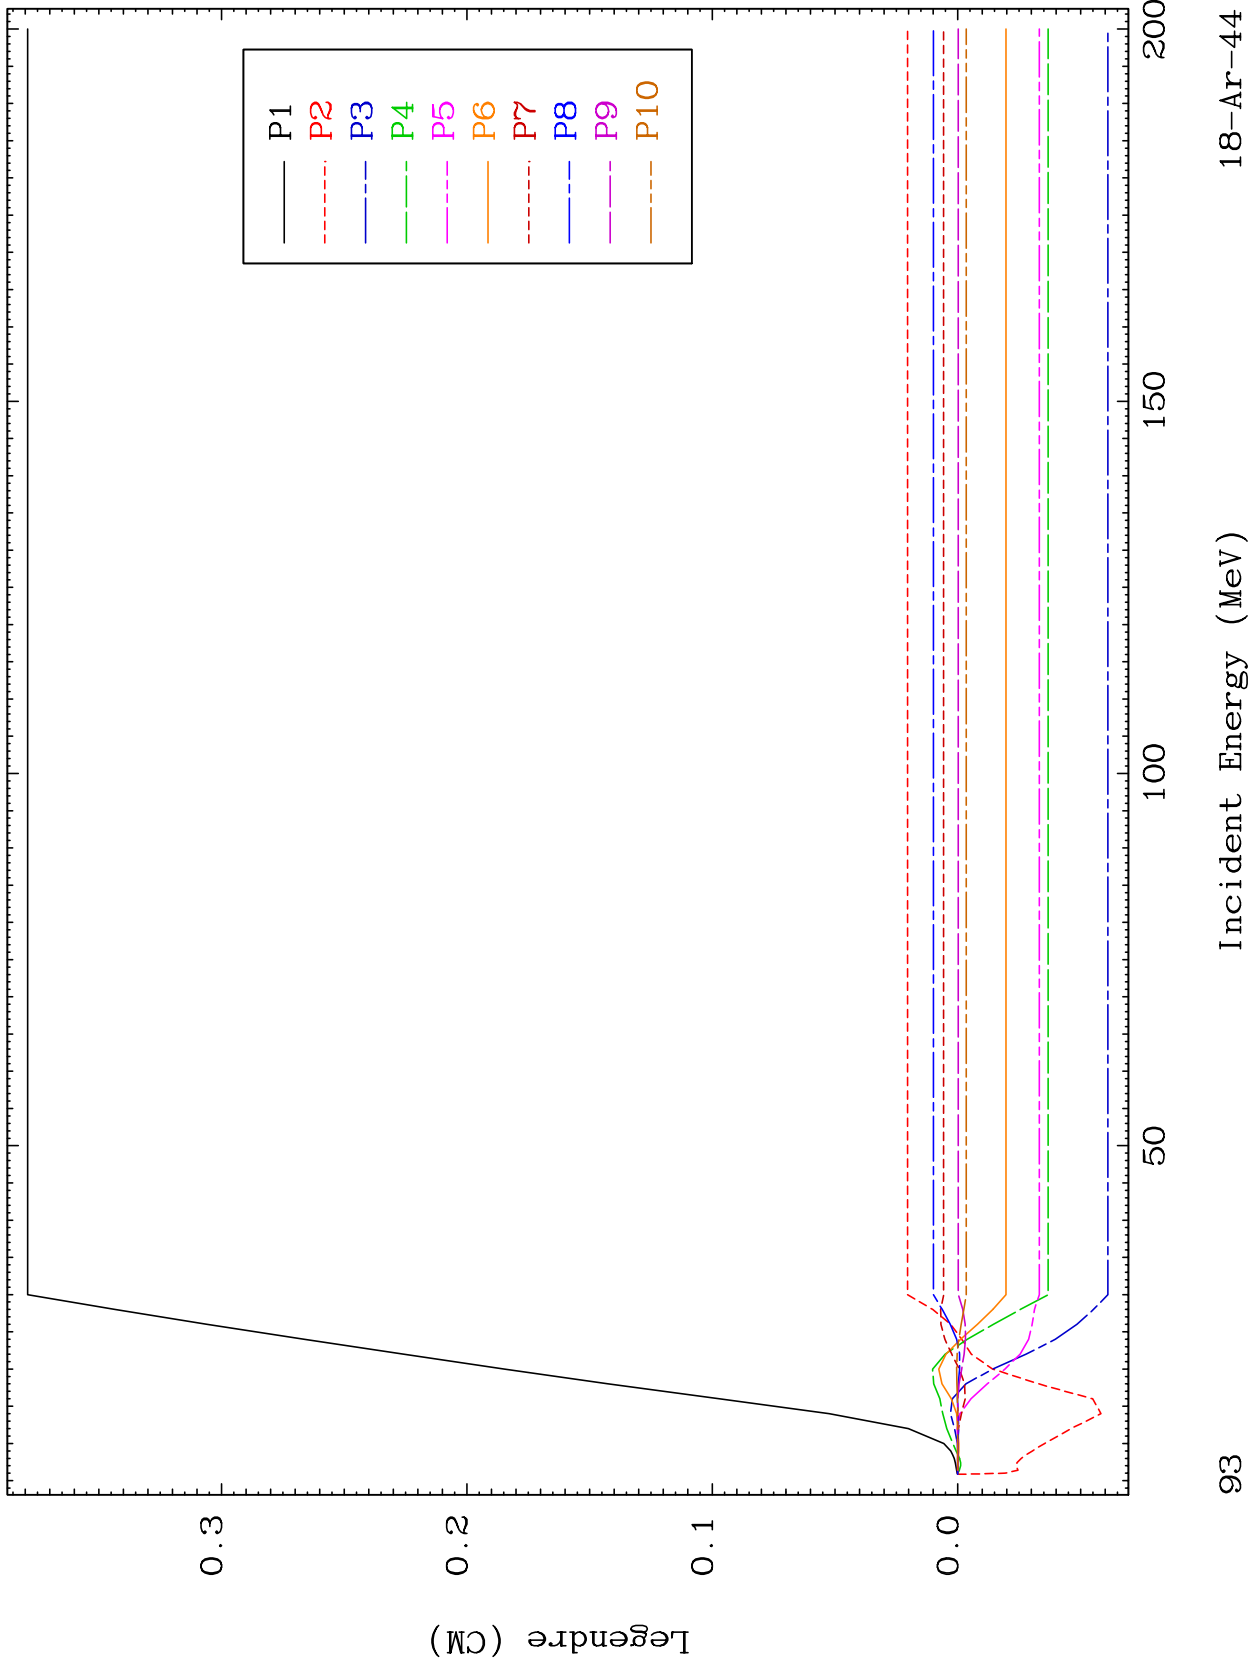 Legendre (CM)
0.3
0.2
0.1
0.0
P1
P2
P3
P4
P5
P6
P7
P8
P9
P10
50
100
150
200
Incident Energy (MeV)
93
18-Ar-44